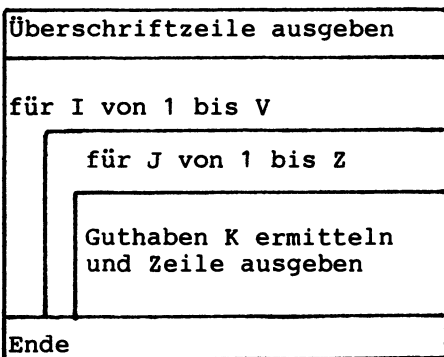 Überschriftzeile ausgeben
für I von 1 bis V
für J von 1 bis Z
Guthaben K ermitteln
und Zeile ausgeben
Ende